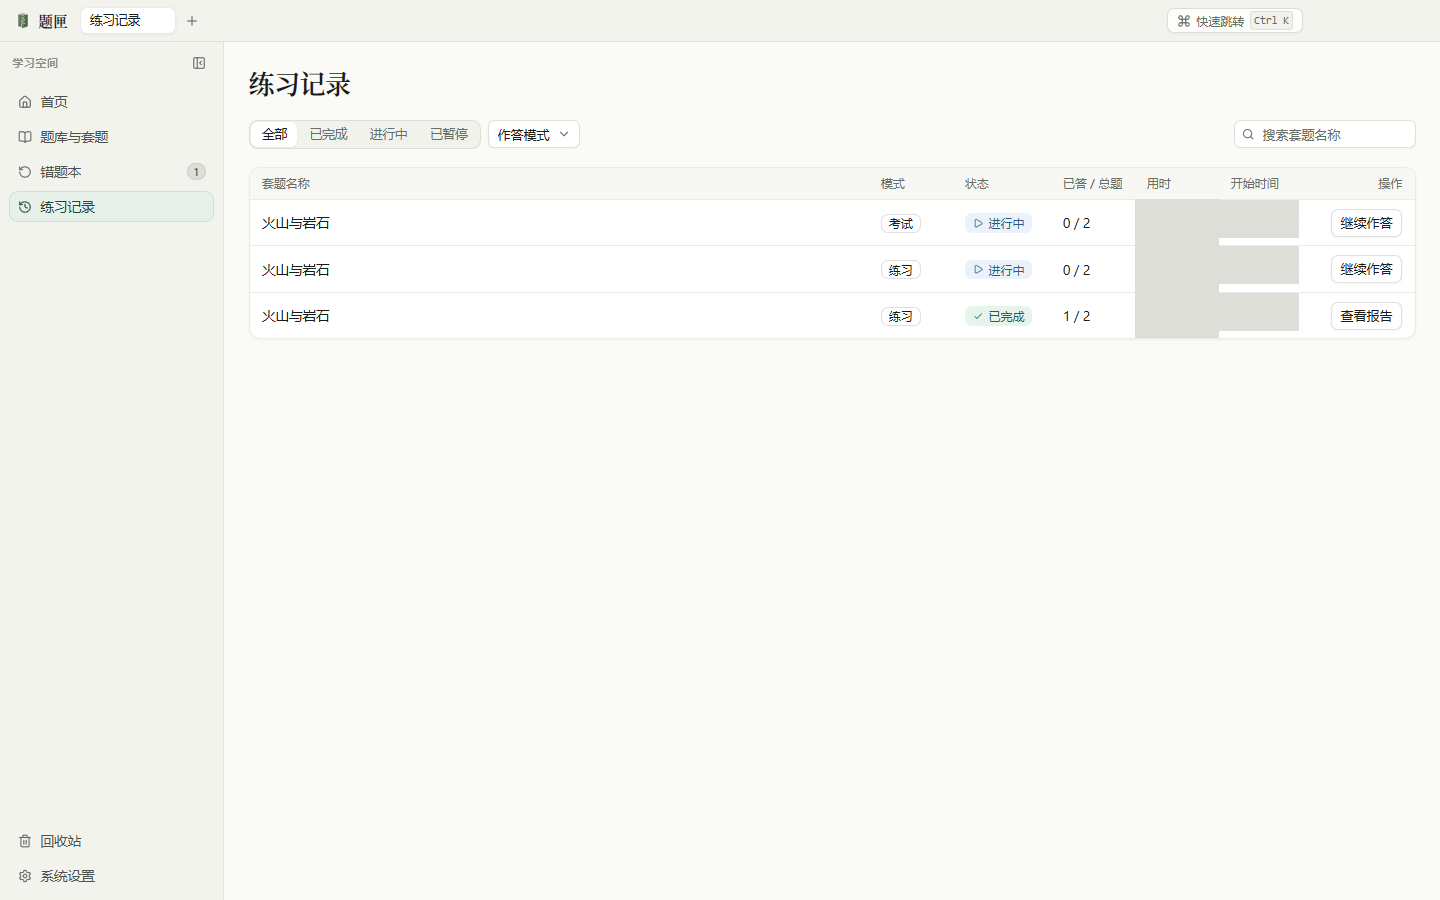 题匣 练习记录 快速跳转 Ctrl K
学习空间
首页
题库与套题
错题本 1
练习记录
回收站
系统设置
练习记录
全部 已完成 进行中 已暂停 作答模式 搜索套题名称
套题名称 模式 状态 已答 / 总题 用时 开始时间 操作
火山与岩石 考试 进行中 0 / 2 继续作答
火山与岩石 练习 进行中 0 / 2 继续作答
火山与岩石 练习 已完成 1 / 2 查看报告